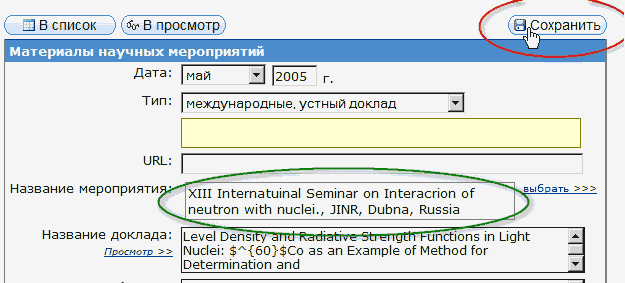 В список В просмотр Сохранить
Материалы научных мероприятий
Дата: май 2005 г.
Тип: международные, устный доклад
URL:
Название мероприятия: XIII Internatuinal Seminar on Interacrion of выбрать >>>
neutron with nuclei., JINR, Dubna, Russia
Название доклада: Level Density and Radiative Strength Functions in Light
Просмотр >> Nuclei: $^{60}$Co as an Example of Method for
Determination and